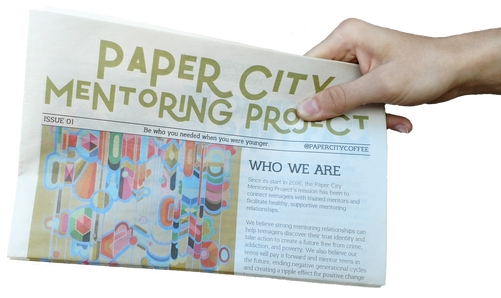 PAPER CITY
MENTORING PROJECT
ISSUE 01
Be who you needed when you were younger.
@PAPERCITYCOFFEE
WHO WE ARE
Since its start in 2016, the Paper City
Mentoring Project's mission has been to
connect teenagers with trained mentors and
facilitate healthy, supportive mentoring
relationships.
We believe strong mentoring relationships can
help teenagers discover their true identity and
take action to create a future free from crime,
addiction, and poverty. We also believe our
teens will pay it forward and mentor teens in
the future, ending negative generational cycles
and creating a ripple effect for positive change